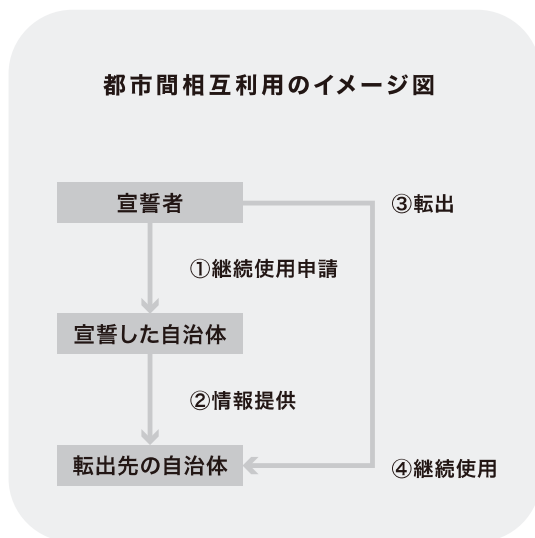 都市間相互利用のイメージ図
宣誓者
③転出
①継続使用申請
宣誓した自治体
②情報提供
転出先の自治体
④継続使用